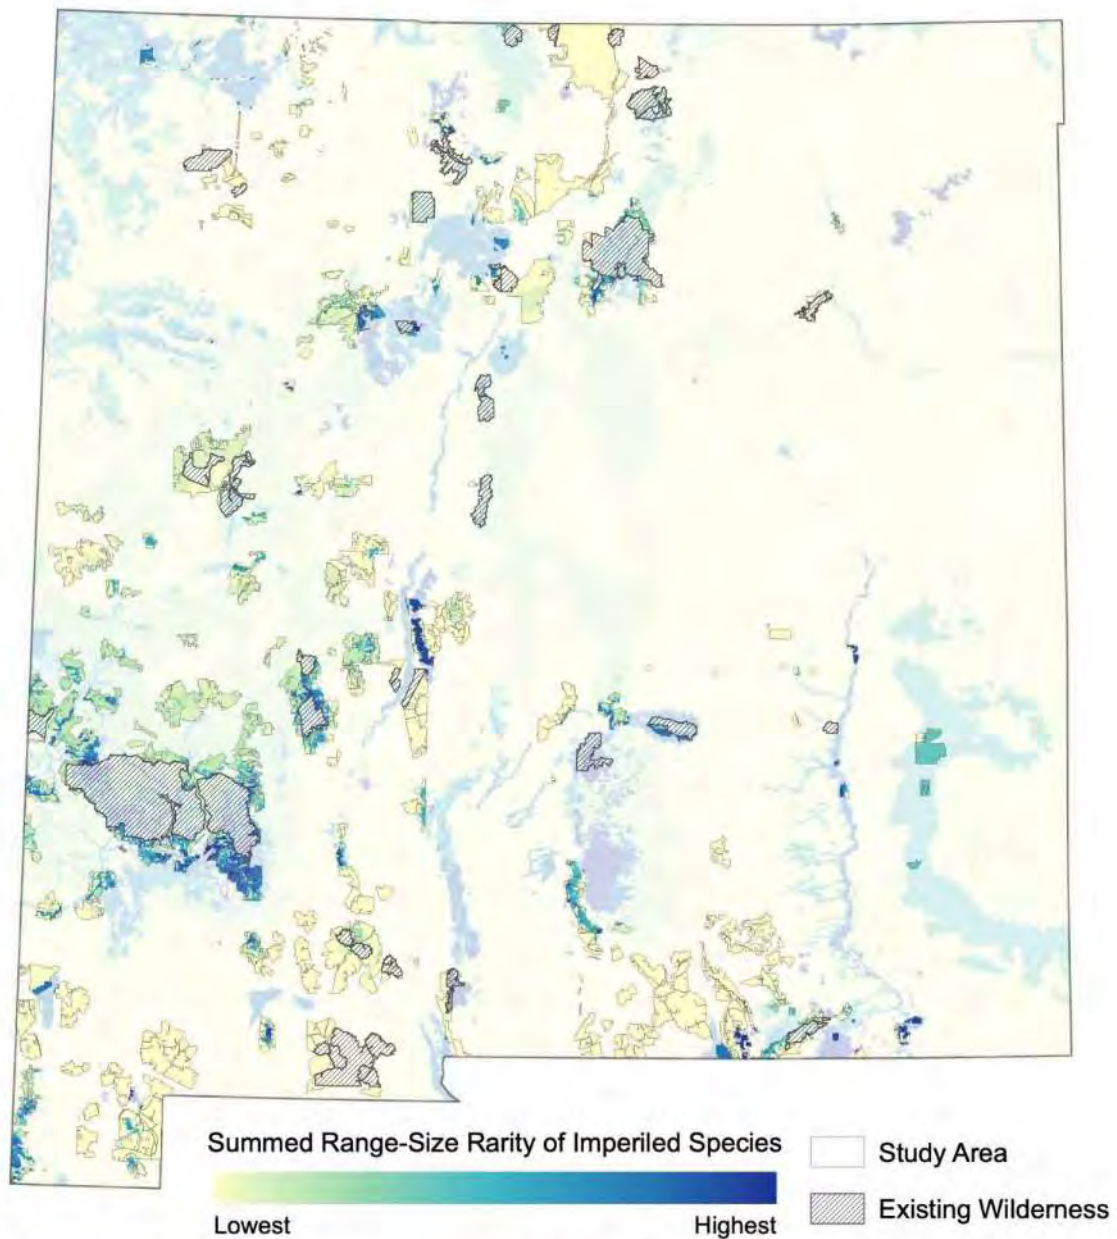 Summed Range-Size Rarity of Imperiled Species
Lowest
Highest
Study Area
Existing Wilderness